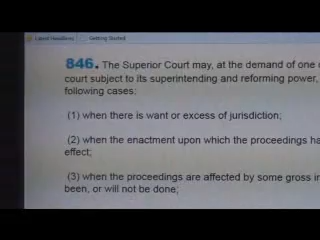 Latest Headlines Getting Started
846. The Superior Court may, at the demand of one
court subject to its superintending and reforming power,
following cases:
(1) when there is want or excess of jurisdiction;
(2) when the enactment upon which the proceedings ha
effect;
(3) when the proceedings are affected by some gross ir
been, or will not be done;